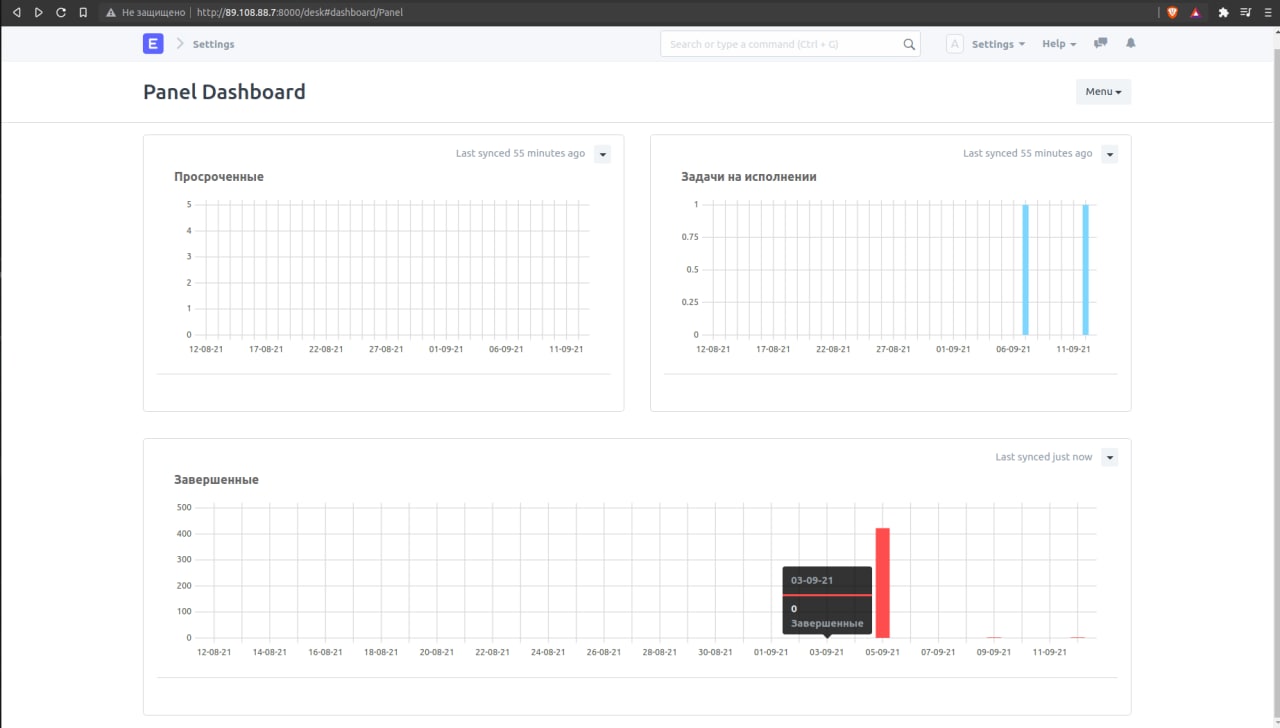 Не защищено http://89.108.88.7:8000/desk#dashboard/Panel
E Settings Search or type a command (Ctrl + G) A Settings Help
Panel Dashboard
Menu
Last synced 55 minutes ago
Просроченные
5
4
3
2
1
0
12-08-21 17-08-21 22-08-21 27-08-21 01-09-21 06-09-21 11-09-21
Last synced 55 minutes ago
Задачи на исполнении
1
0.75
0.5
0.25
0
12-08-21 17-08-21 22-08-21 27-08-21 01-09-21 06-09-21 11-09-21
Last synced just now
Завершенные
500
400
300
200
100
0
03-09-21
0
Завершенные
12-08-21 14-08-21 16-08-21 18-08-21 20-08-21 22-08-21 24-08-21 26-08-21 28-08-21 30-08-21 01-09-21 03-09-21 05-09-21 07-09-21 09-09-21 11-09-21